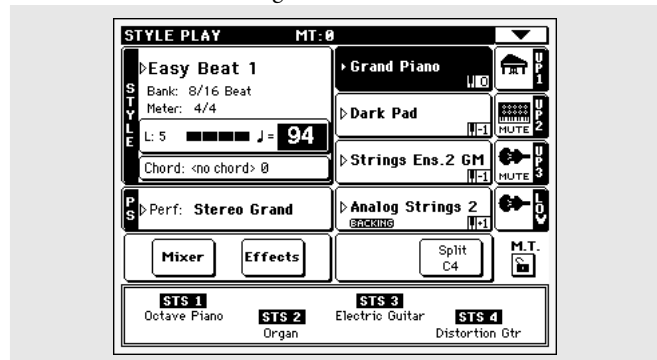 STYLE PLAY MT:0
STYLE
Easy Beat 1
Bank: 8/16 Beat
Meter: 4/4
L: 5 ♩= 94
Chord: <no chord> 0
Grand Piano
0
UP1
Dark Pad
-1
MUTE
UP2
Strings Ens.2 GM
-1
MUTE
UP3
PS
Perf: Stereo Grand
Analog Strings 2
BACKING
+1
LOW
Mixer
Effects
Split
C4
M.T.
STS 1
Octave Piano
STS 2
Organ
STS 3
Electric Guitar
STS 4
Distortion Gtr